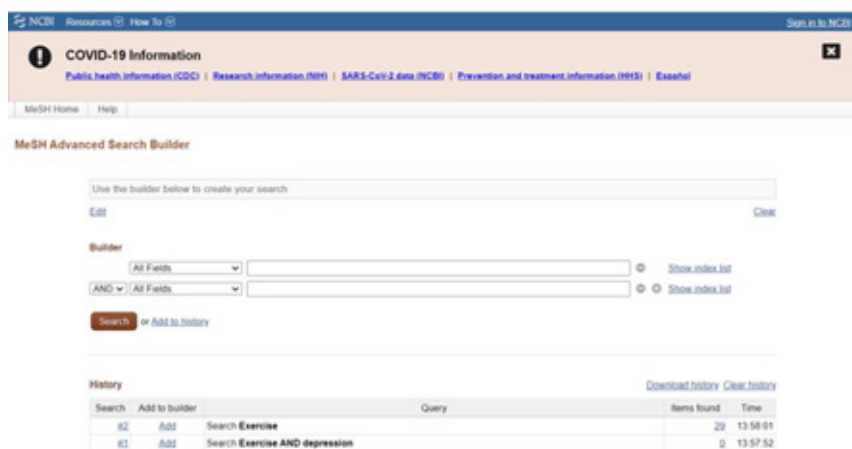 NCBI Resources How To Sign in to NCBI
COVID-19 Information
Public health information (CDC) | Research information (NIH) | SARS-CoV-2 data (NCBI) | Prevention and treatment information (HHS) | Español
MeSH Home Help
MeSH Advanced Search Builder
Use the builder below to create your search
Edit Clear
Builder
All Fields Show index list
AND All Fields Show index list
Search or Add to history
History Download history Clear history
Search Add to builder Query Items found Time
#2 Add Search Exercise 29 13:58:01
#1 Add Search Exercise AND depression 0 13:57:52